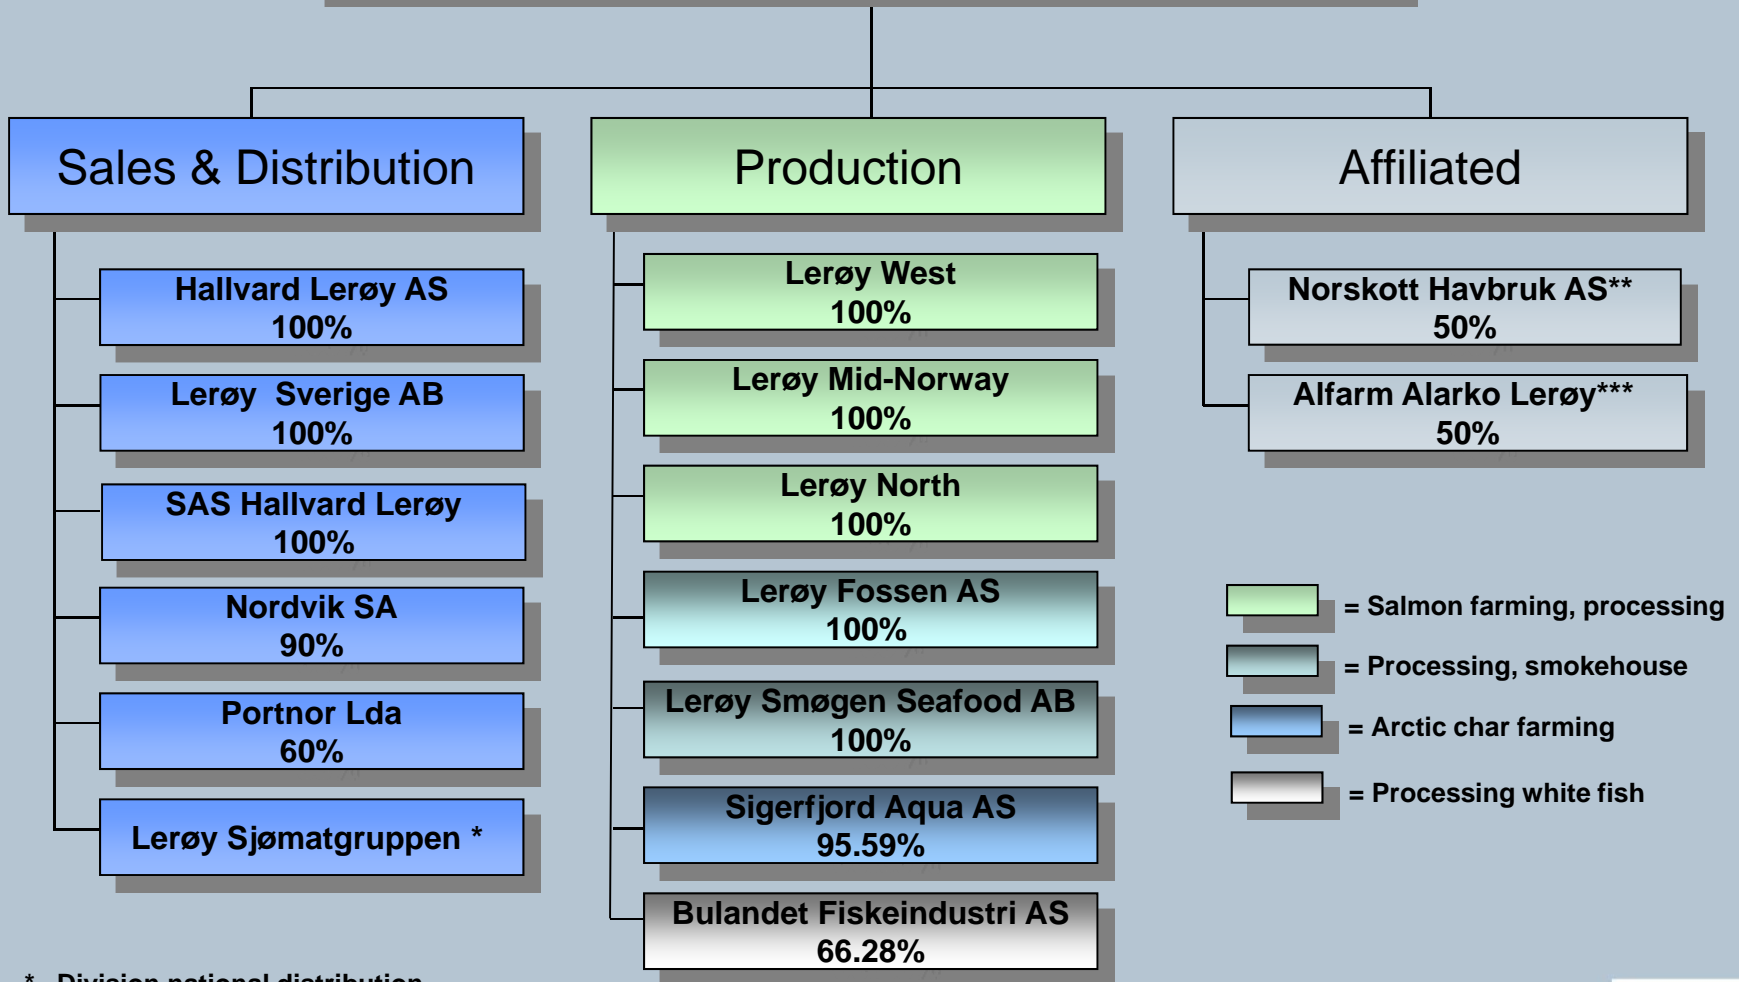 Sales & Distribution
Hallvard Lerøy AS
100%
Lerøy Sverige AB
100%
SAS Hallvard Lerøy
100%
Nordvik SA
90%
Portnor Lda
60%
Lerøy Sjømatgruppen *
Production
Lerøy West
100%
Lerøy Mid-Norway
100%
Lerøy North
100%
Lerøy Fossen AS
100%
Lerøy Smøgen Seafood AB
100%
Sigerfjord Aqua AS
95.59%
Bulandet Fiskeindustri AS
66.28%
Affiliated
Norskott Havbruk AS**
50%
Alfarm Alarko Lerøy***
50%
= Salmon farming, processing
= Processing, smokehouse
= Arctic char farming
= Processing white fish
* Division national distribution